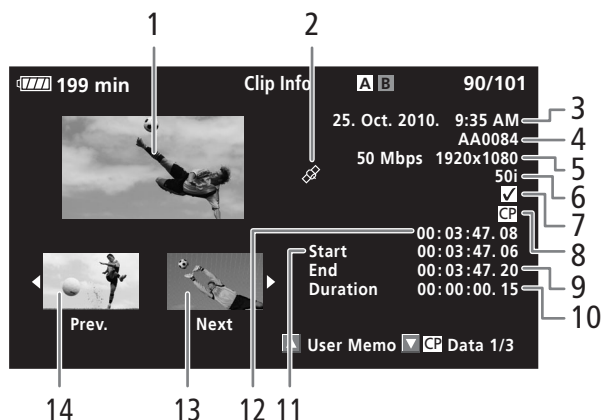 1 2
199 min Clip Info A B 90/101
25. Oct. 2010. 9:35 AM 3
AA0084 4
50 Mbps 1920x1080 5
50i 6
7
CP 8
12 00:03:47.08
11 Start 00:03:47.06
End 00:03:47.20 9
Duration 00:00:00.15 10
Prev. Next
User Memo CP Data 1/3
14 13 12 11